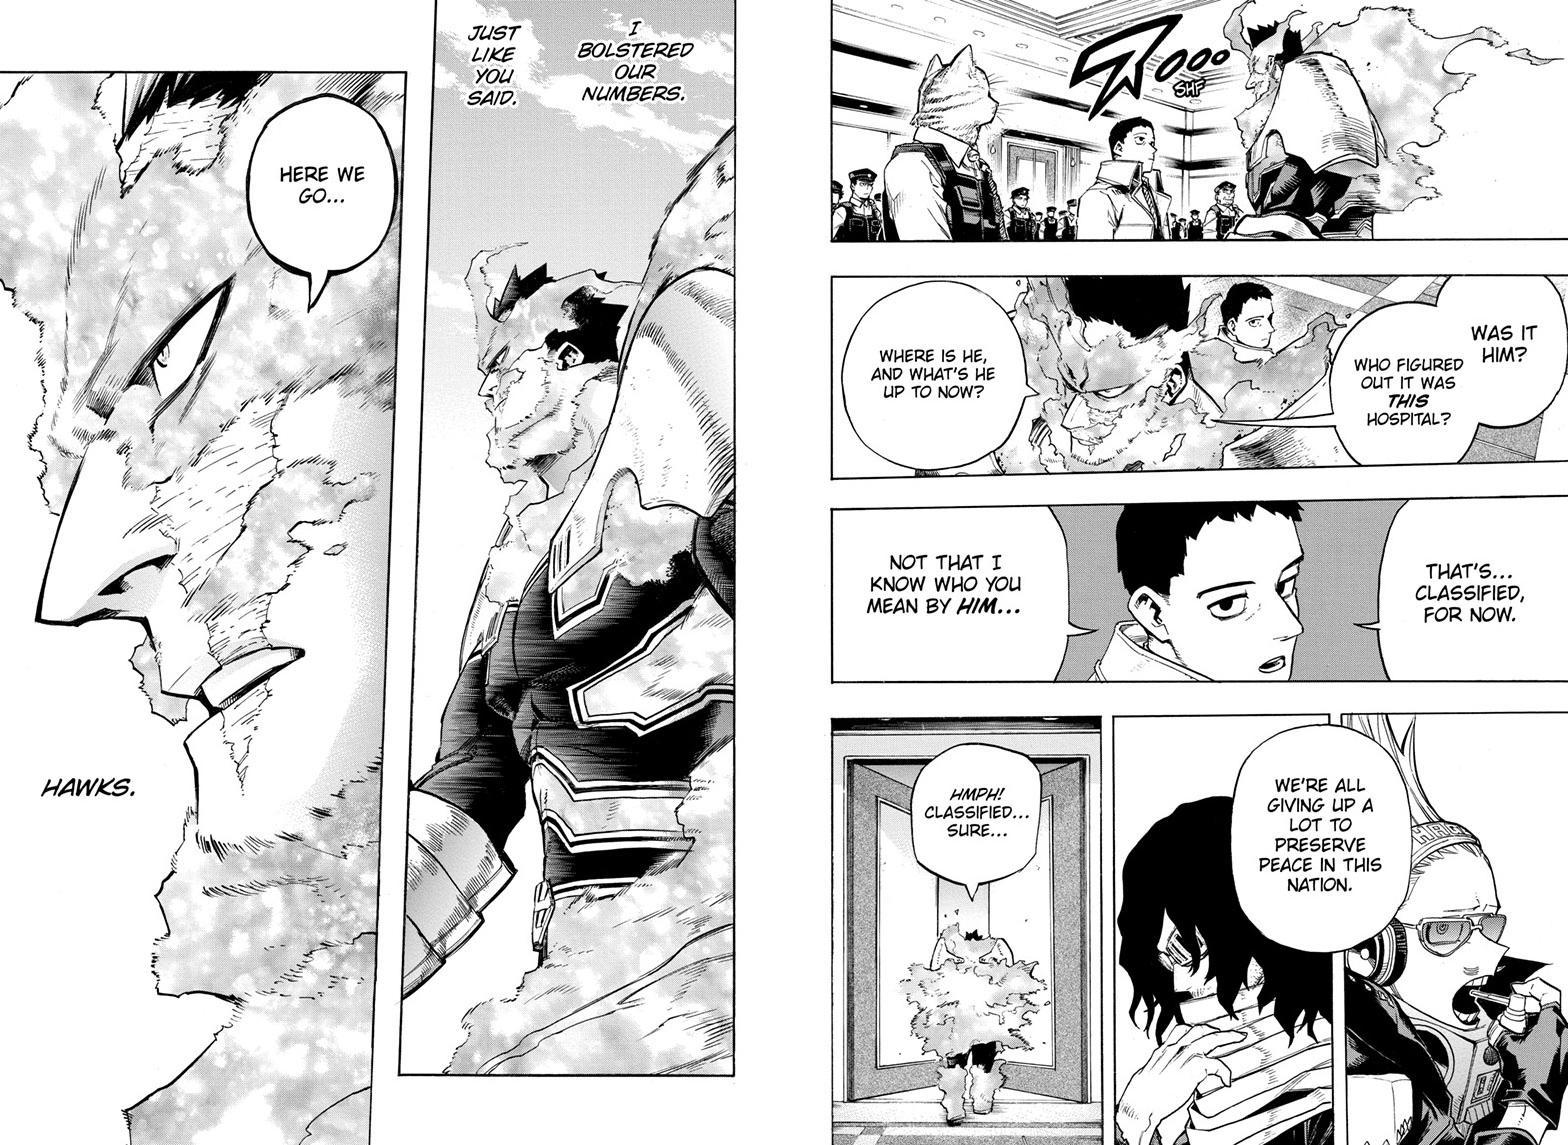 グ
SHF
WAS IT
HIM?
WHO FIGURED
OUT IT WAS
THIS
HOSPITAL?
WHERE IS HE,
AND WHAT'S HE
UP TO NOW?
THAT'S...
CLASSIFIED,
FOR NOW.
NOT THAT I
KNOW WHO YOU
MEAN BY HIM...
WE'RE ALL
GIVING UP A
LOT TO
PRESERVE
PEACE IN THIS
NATION.
HMPH!
CLASSIFIED...
SURE...
I
BOLSTERED
OUR
NUMBERS.
JUST
LIKE
YOU
SAID.
HERE WE
GO...
HAWKS.